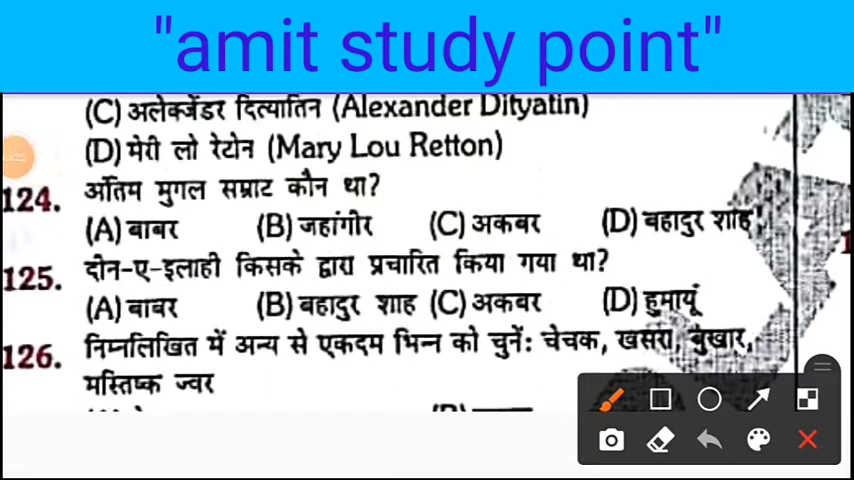 "amit study point"
(C) अलेक्जेंडर दित्यातिन (Alexander Dityatin)
(D) मेरी लो रेटोन (Mary Lou Retton)
124. अंतिम मुगल सम्राट कौन था?
(A) बाबर (B) जहांगीर (C) अकबर (D) बहादुर शाह
125. दीन-ए-इलाही किसके द्वारा प्रचारित किया गया था?
(A) बाबर (B) बहादुर शाह (C) अकबर (D) हुमायूं
126. निम्नलिखित में अन्य से एकदम भिन्न को चुनें: चेचक, खसरा, बुखार,
मस्तिष्क ज्वर